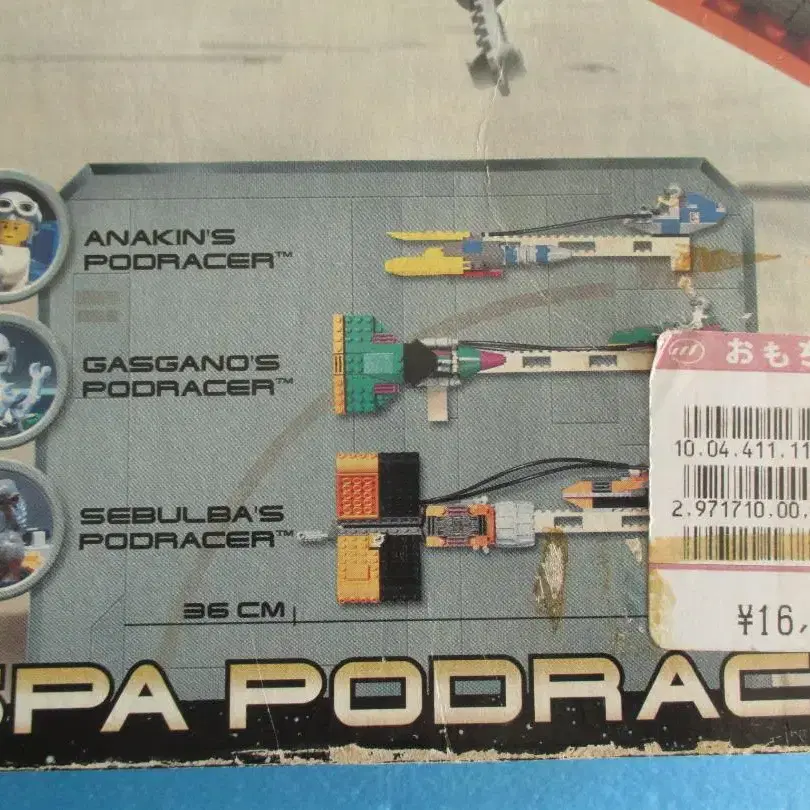 ANAKIN'S
PODRACER™
GASGANO'S
PODRACER™
SEBULBA'S
PODRACER™
36 CM
おも
10.04.411.11
2.971710.00.
¥16,
SPA PODRAC